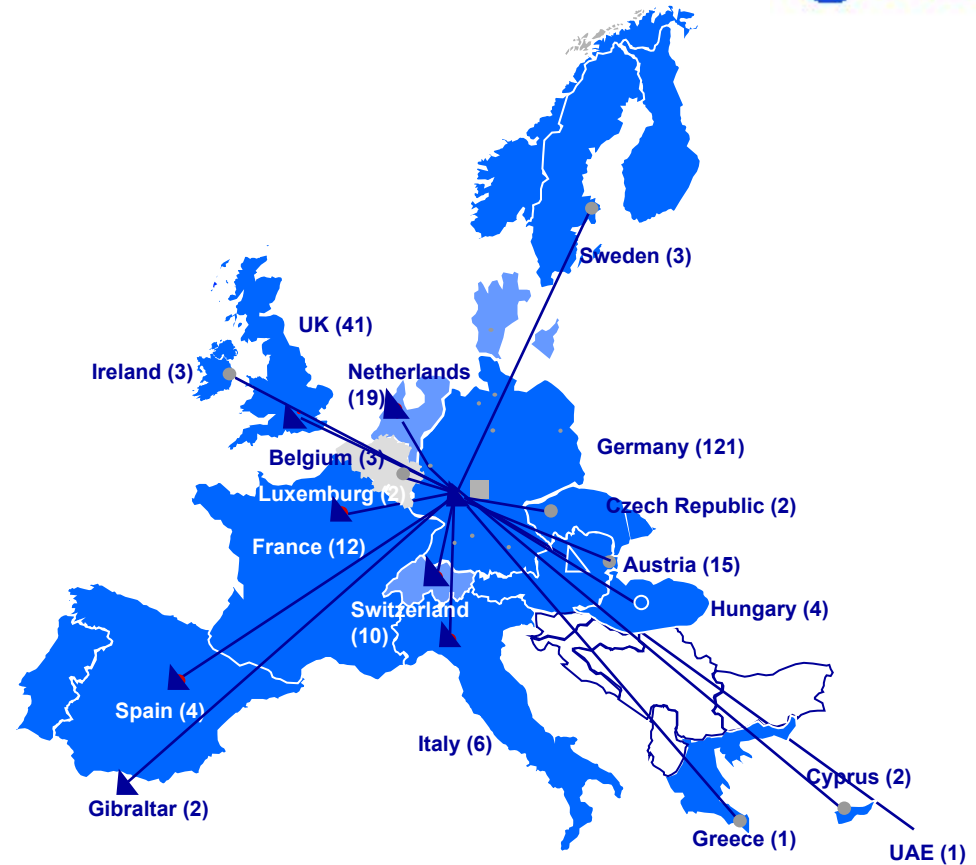 Sweden (3)
UK (41)
Ireland (3)
Netherlands
(19)
Germany (121)
Belgium (3)
Luxemburg (2)
Czech Republic (2)
France (12)
Austria (15)
Switzerland
(10)
Hungary (4)
Spain (4)
Italy (6)
Cyprus (2)
Gibraltar (2)
Greece (1)
UAE (1)